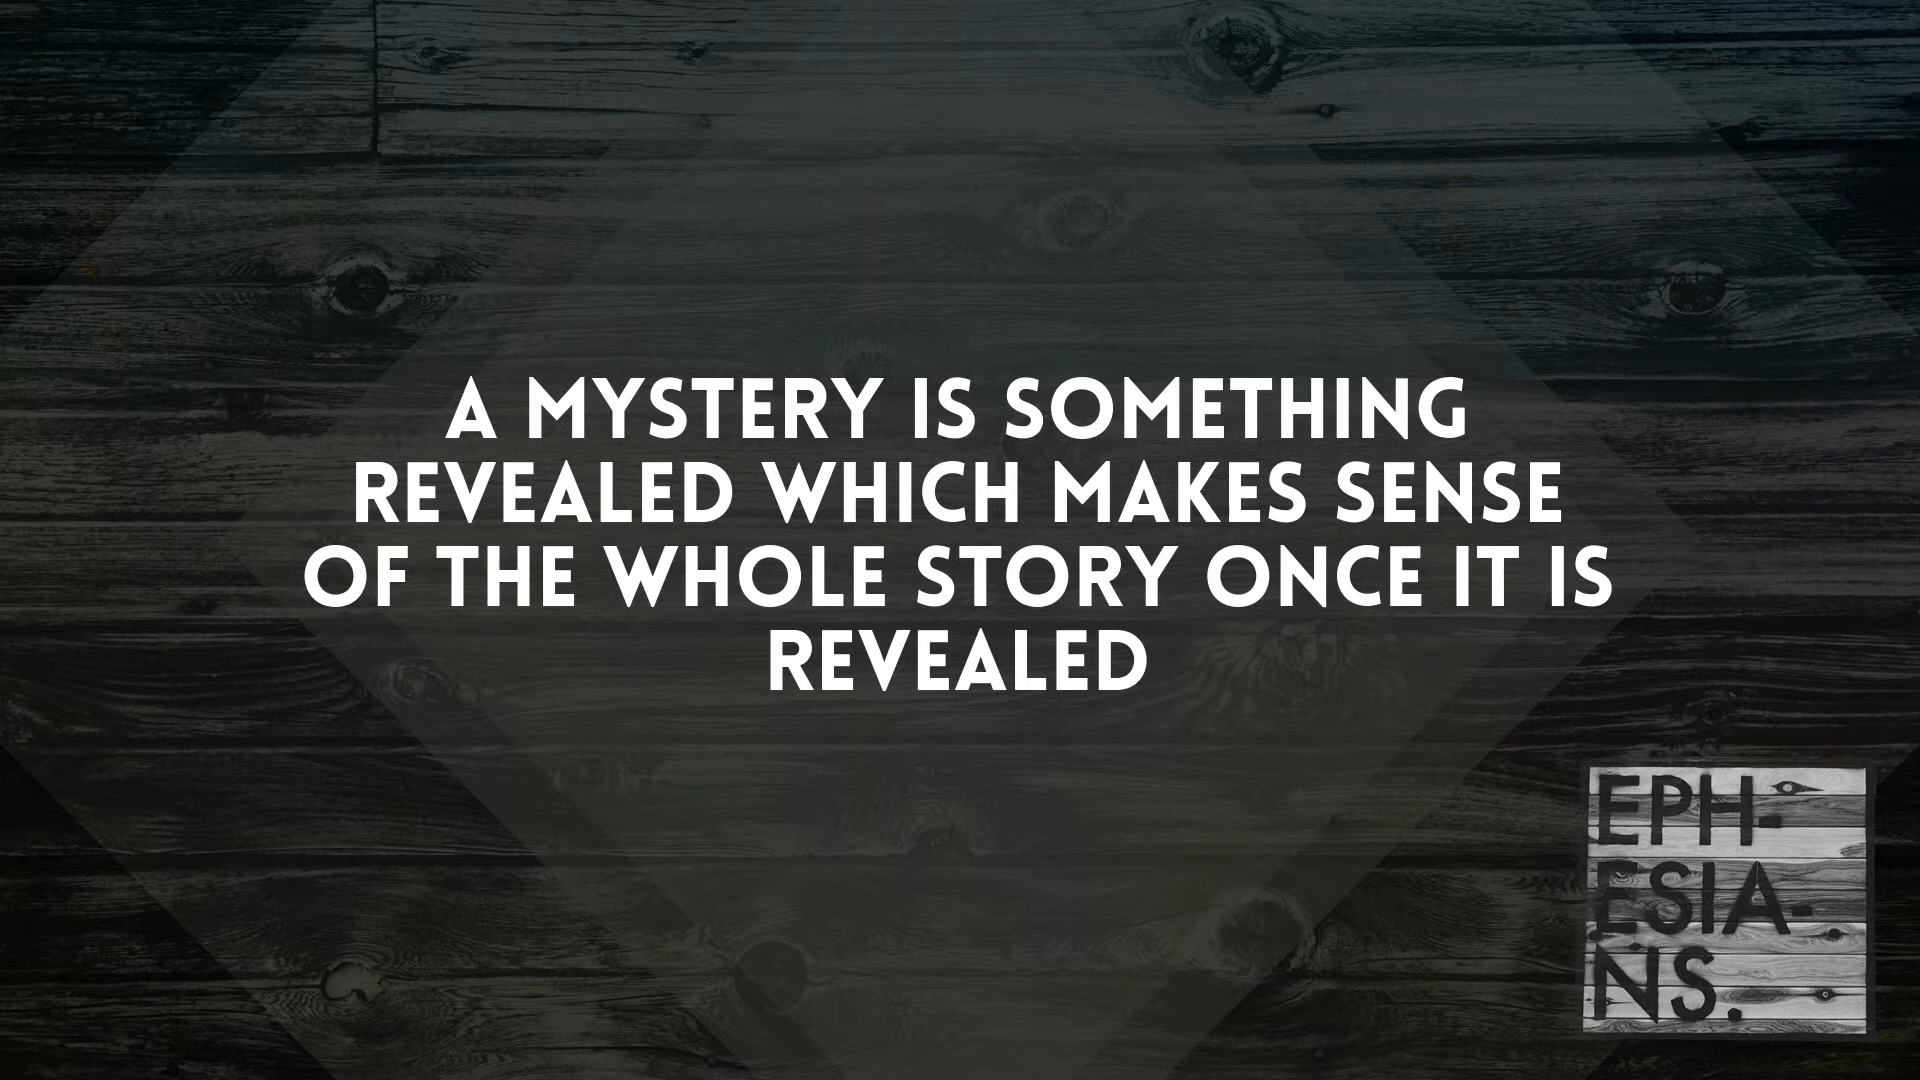 A MYSTERY IS SOMETHING
REVEALED WHICH MAKES SENSE
OF THE WHOLE STORY ONCE IT IS
REVEALED
EPH-
ESIA-
NS.